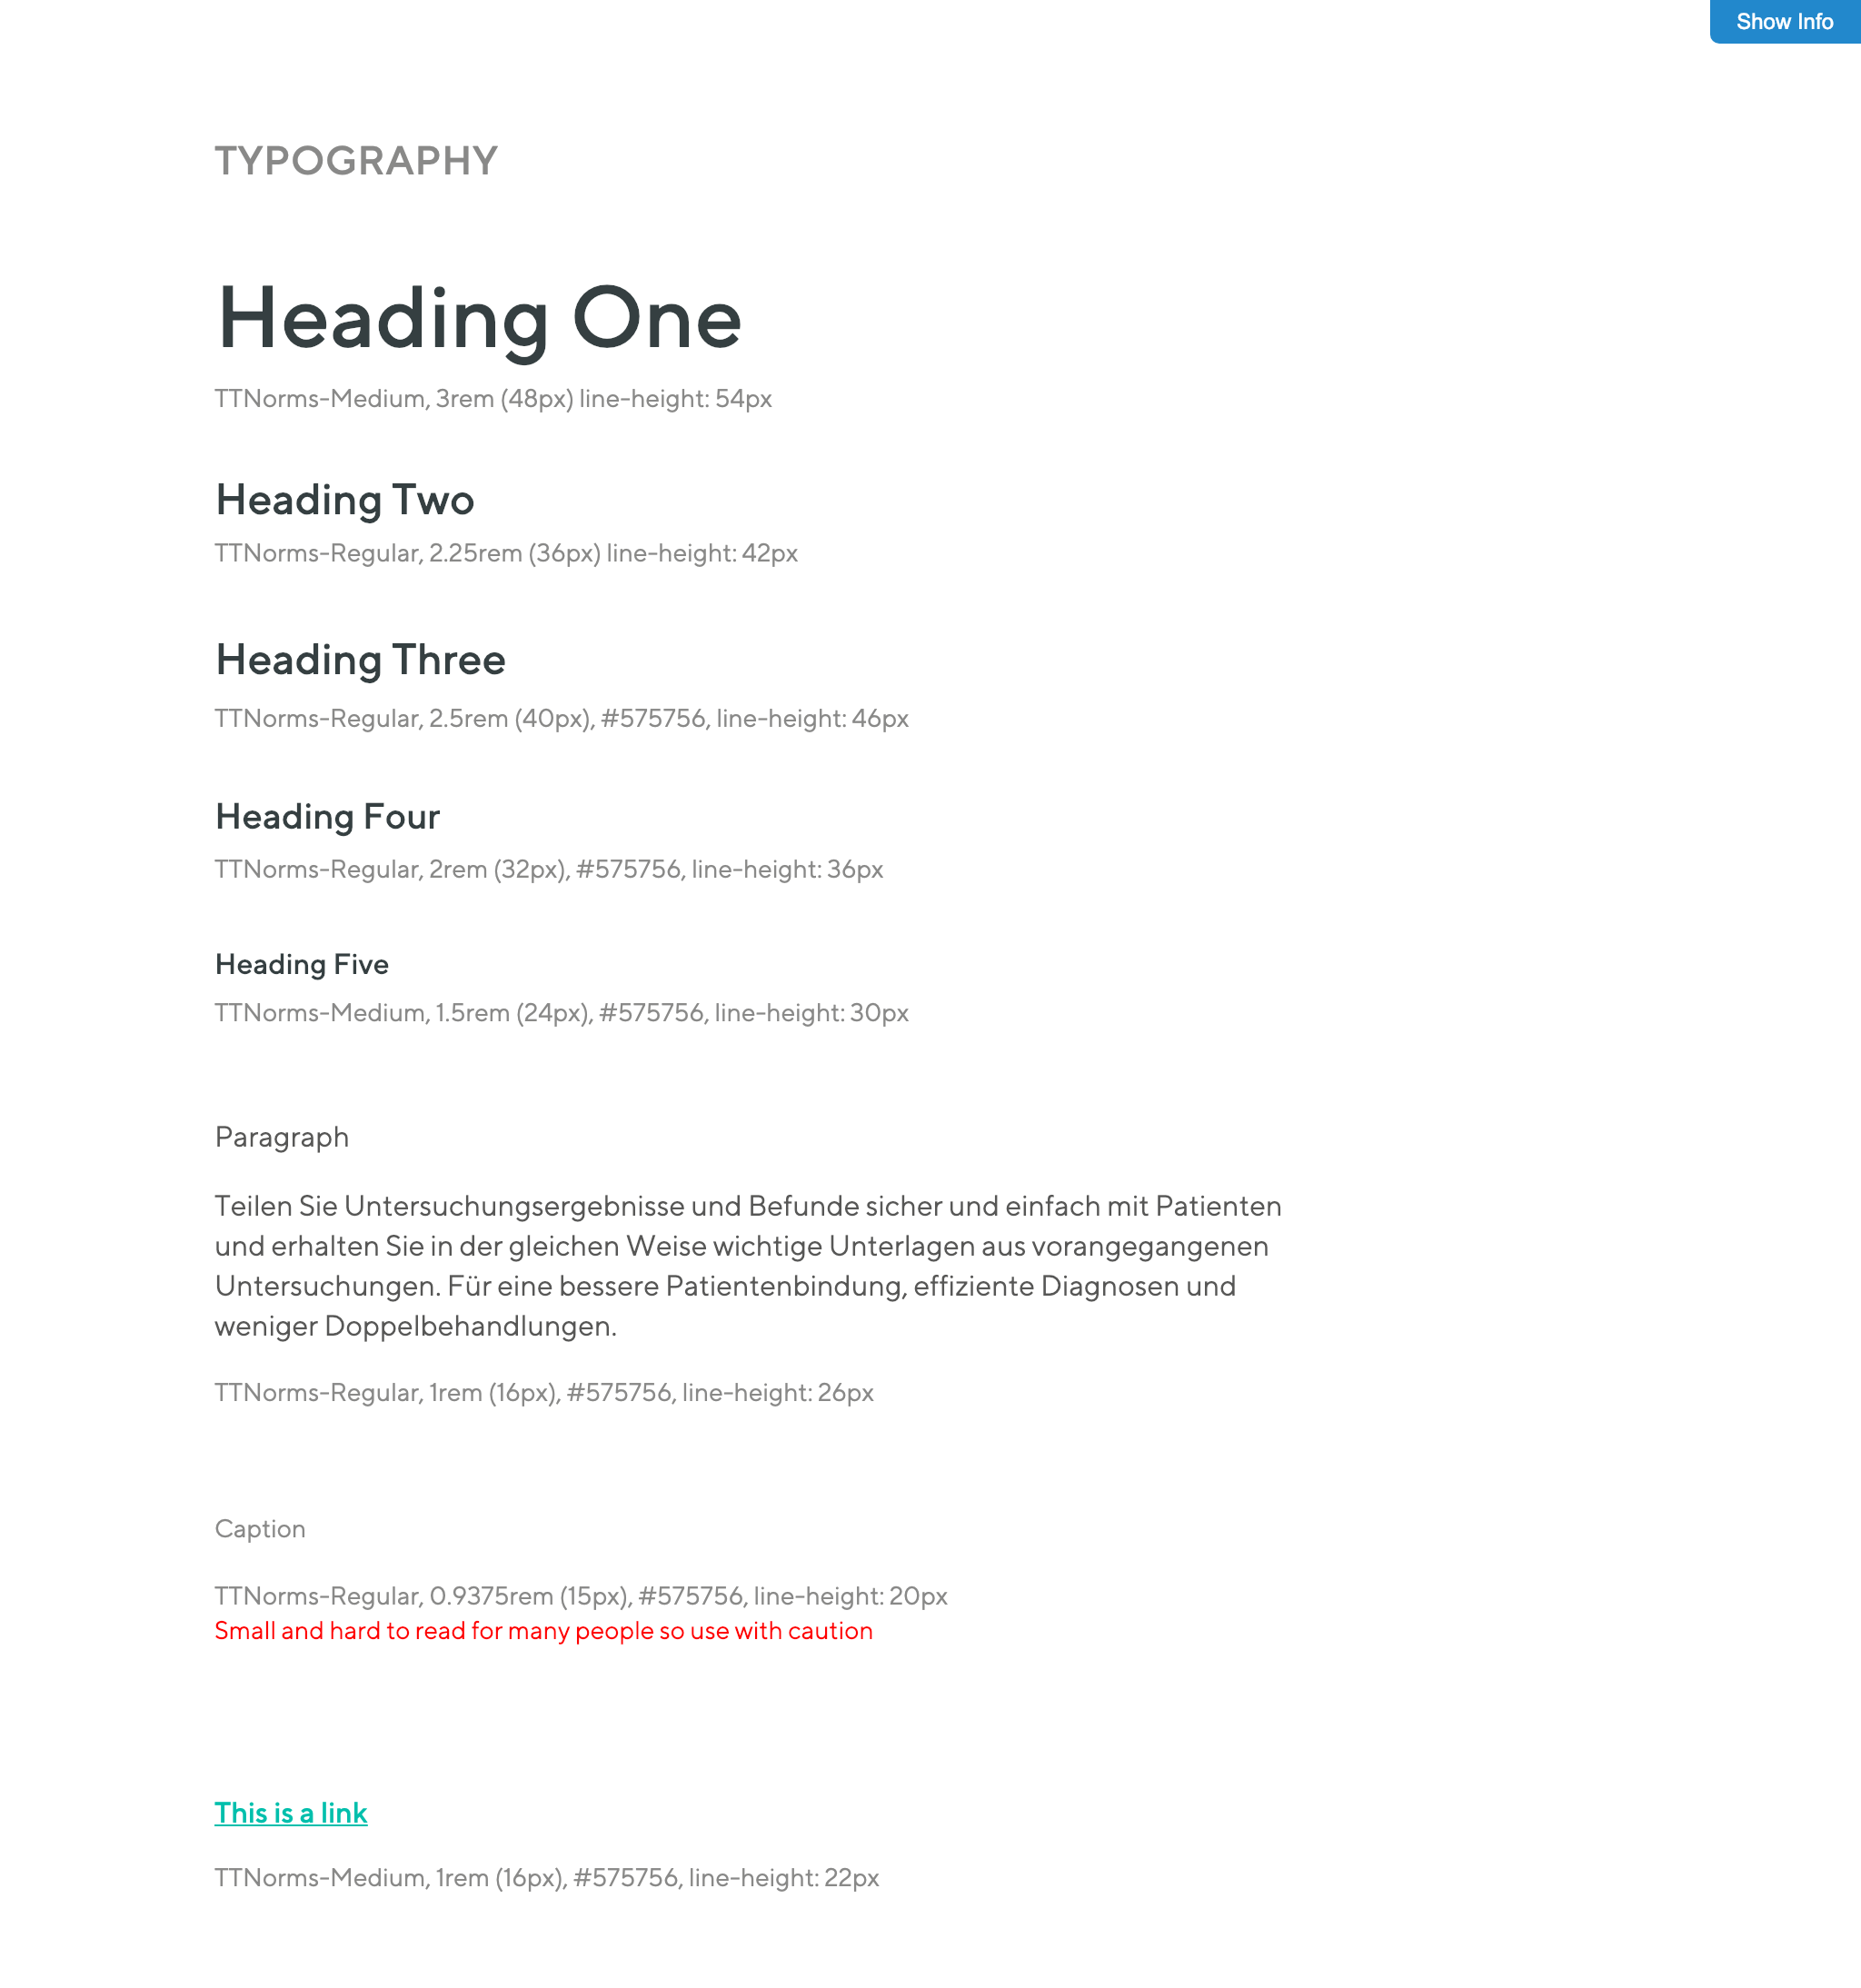 Show Info
TYPOGRAPHY
Heading One
TTNorms-Medium, 3rem (48px) line-height: 54px
Heading Two
TTNorms-Regular, 2.25rem (36px) line-height: 42px
Heading Three
TTNorms-Regular, 2.5rem (40px), #575756, line-height: 46px
Heading Four
TTNorms-Regular, 2rem (32px), #575756, line-height: 36px
Heading Five
TTNorms-Medium, 1.5rem (24px), #575756, line-height: 30px
Paragraph
Teilen Sie Untersuchungsergebnisse und Befunde sicher und einfach mit Patienten
und erhalten Sie in der gleichen Weise wichtige Unterlagen aus vorangegangenen
Untersuchungen. Für eine bessere Patientenbindung, effiziente Diagnosen und
weniger Doppelbehandlungen.
TTNorms-Regular, 1rem (16px), #575756, line-height: 26px
Caption
TTNorms-Regular, 0.9375rem (15px), #575756, line-height: 20px
Small and hard to read for many people so use with caution
This is a link
TTNorms-Medium, 1rem (16px), #575756, line-height: 22px